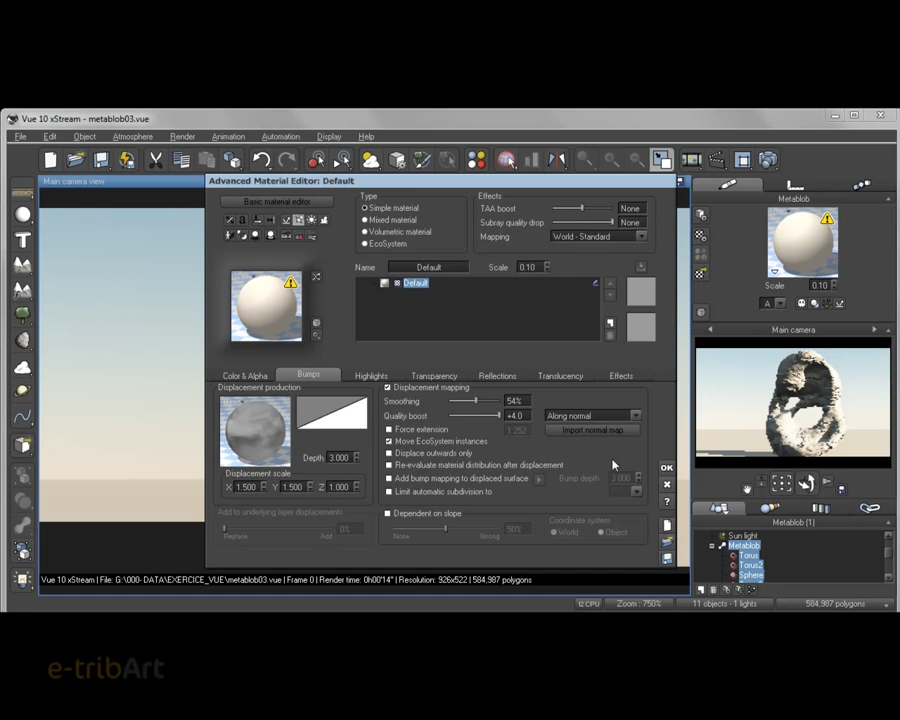 Vue 10 xStream - metablob03.vue
File Edit Object Atmosphere Render Animation Automation Display Help
Main camera view
Advanced Material Editor: Default
Basic material editor
Type
Simple material
Mixed material
Volumetric material
EcoSystem
Effects
TAA boost None
Subray quality drop None
Mapping World - Standard
Name Default Scale 0.10
Default
Color & Alpha Bumps Highlights Transparency Reflections Translucency Effects
Displacement production
Depth 3.000
Displacement scale
X 1.500 Y 1.500 Z 1.000
Add to underlying layer displacements
0%
Replace Add
Displacement mapping
Smoothing 54%
Quality boost +4.0 Along normal
Force extension 1.252 Import normal map
Move EcoSystem instances
Displace outwards only
Re-evaluate material distribution after displacement
Add bump mapping to displaced surface Bump depth 3.000
Limit automatic subdivision to
Dependent on slope
50%
None Strong
Coordinate system
World Object
OK
Metablob
Scale 0.10
A
Main camera
Metablob (1)
Sun light
Metablob
Torus
Torus2
Sphere
Vue 10 xStream | File: G:\000- DATA\EXERCICE_VUE\metablob03.vue | Frame 0 | Render time: 0h00'14" | Resolution: 926x522 | 584,987 polygons
12 CPU Zoom : 750% 11 objects - 1 lights 584,987 polygons
e-tribArt